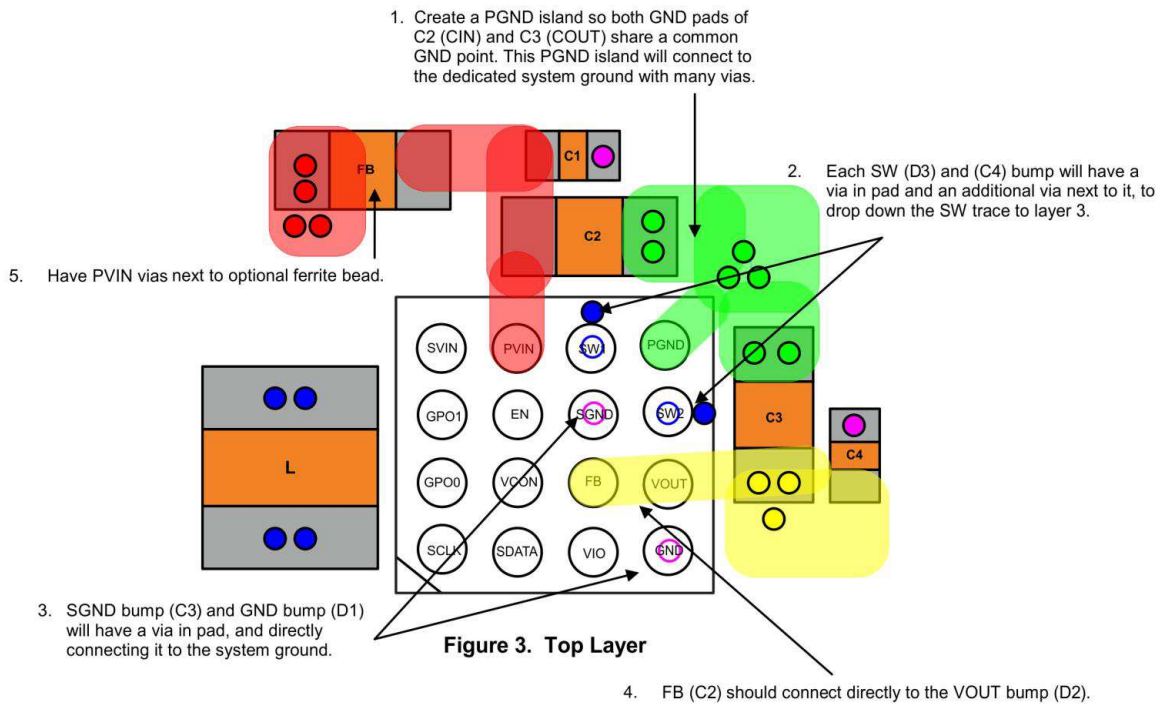 1. Create a PGND island so both GND pads of
C2 (CIN) and C3 (COUT) share a common
GND point. This PGND island will connect to
the dedicated system ground with many vias.
FB
C1
2. Each SW (D3) and (C4) bump will have a
via in pad and an additional via next to it, to
drop down the SW trace to layer 3.
C2
5. Have PVIN vias next to optional ferrite bead.
SVIN
PVIN
SW1
PGND
GPO1
EN
SGND
SW2
C3
C4
L
GPO0
VCON
FB
VOUT
SCLK
SDATA
VIO
GND
3. SGND bump (C3) and GND bump (D1)
will have a via in pad, and directly
connecting it to the system ground.
Figure 3. Top Layer
4. FB (C2) should connect directly to the VOUT bump (D2).